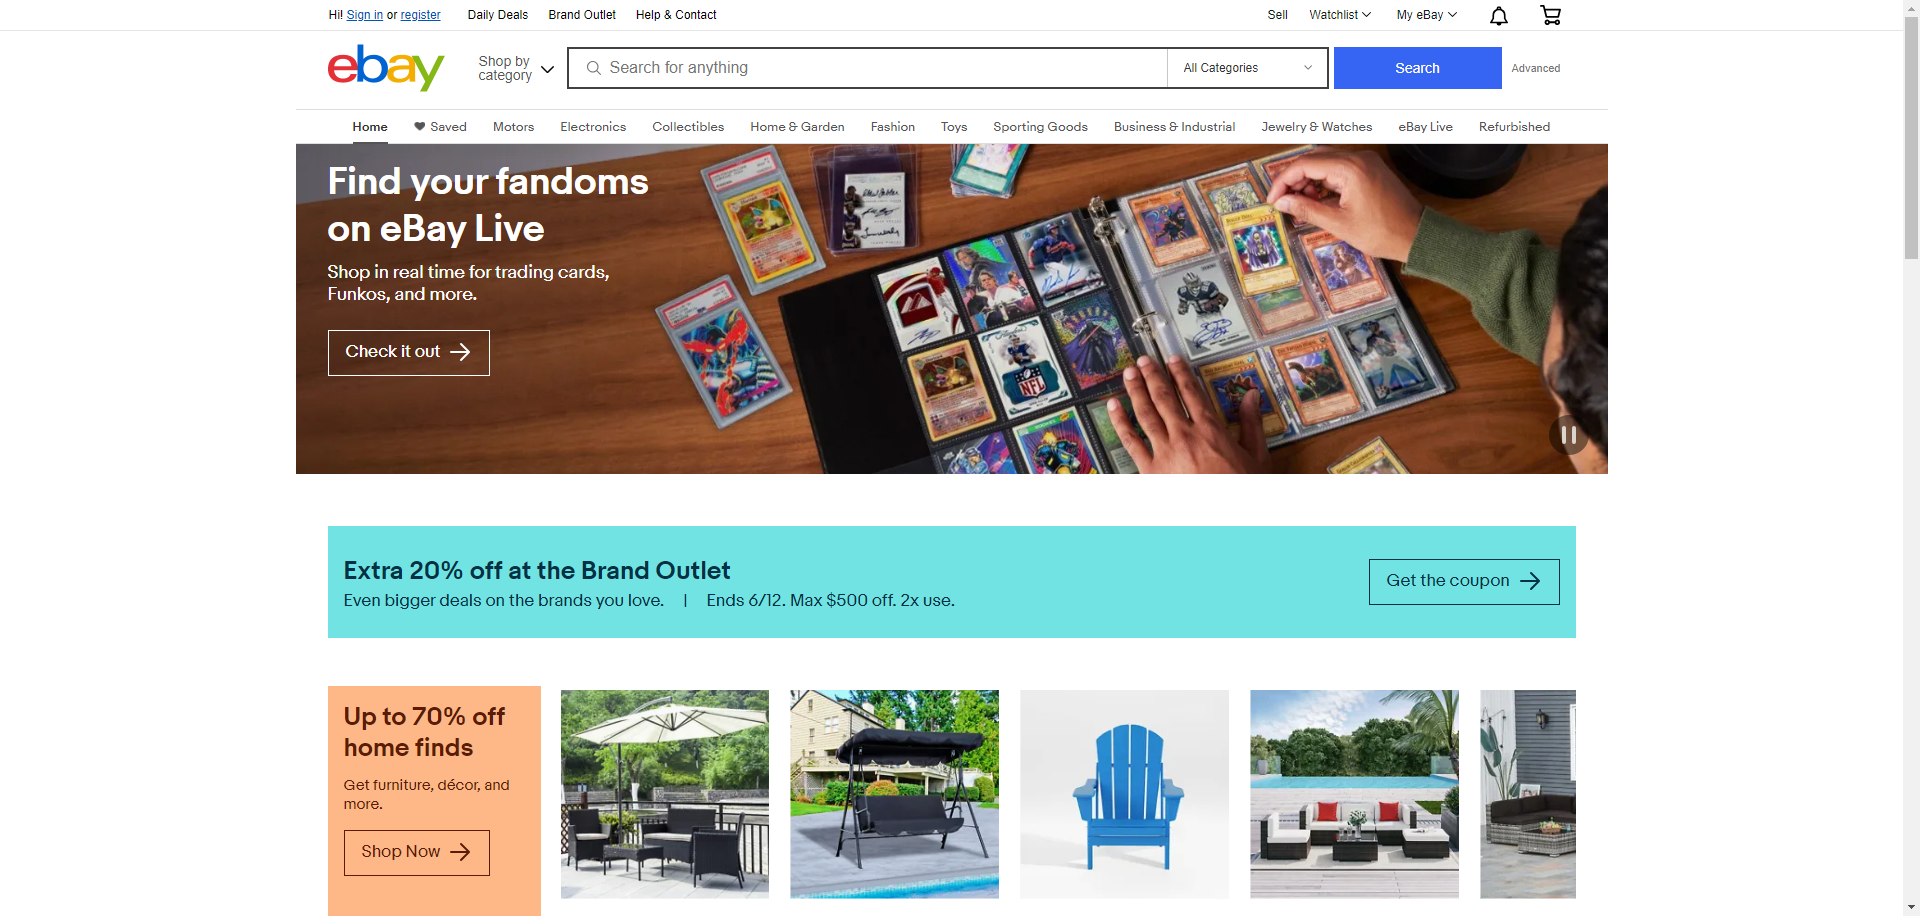 Hi! Sign in or register
Daily Deals
Brand Outlet
Help & Contact
Sell
Watchlist
My eBay
ebay
Shop by
category
Search for anything
All Categories
Search
Advanced
Home
Saved
Motors
Electronics
Collectibles
Home & Garden
Fashion
Toys
Sporting Goods
Business & Industrial
Jewelry & Watches
eBay Live
Refurbished
Find your fandoms
on eBay Live
Shop in real time for trading cards,
Funkos, and more.
Check it out
NFL
Extra 20% off at the Brand Outlet
Even bigger deals on the brands you love. | Ends 6/12. Max $500 off. 2x use.
Get the coupon
Up to 70% off
home finds
Get furniture, décor, and
more.
Shop Now